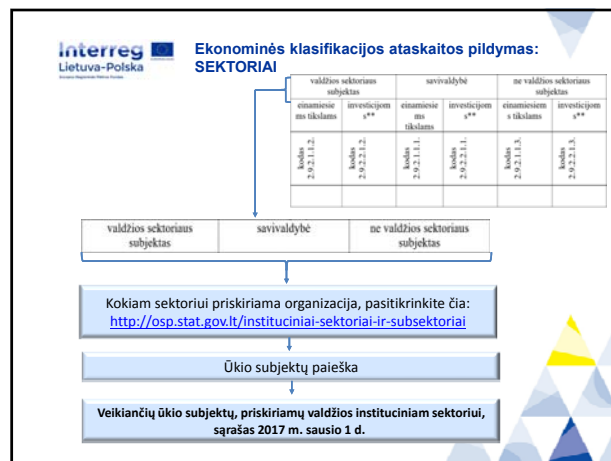 Interreg
Lietuva-Polska
Ekonominės klasifikacijos ataskaitos pildymas:
SEKTORIAI
valdžios sektoriaus subjektas
savivaldybė
ne valdžios sektoriaus subjektas
einamiesie ms tikslams
investicijom s**
einamiesie ms tikslams
investicijom s**
einamiesiem s tikslams
investicijom s**
kodas 2.9.2.1.1.2.
kodas 2.9.2.2.1.2.
kodas 2.9.2.1.1.1.
kodas 2.9.2.2.1.1.
kodas 2.9.2.1.1.3.
kodas 2.9.2.2.1.3.
valdžios sektoriaus subjektas
savivaldybė
ne valdžios sektoriaus subjektas
Kokiam sektoriui priskiriama organizacija, pasitikrinkite čia:
http://osp.stat.gov.lt/instituciniai-sektoriai-ir-subsektoriai
Ūkio subjektų paieška
Veikiančių ūkio subjektų, priskiriamų valdžios instituciniam sektoriui,
sąrašas 2017 m. sausio 1 d.